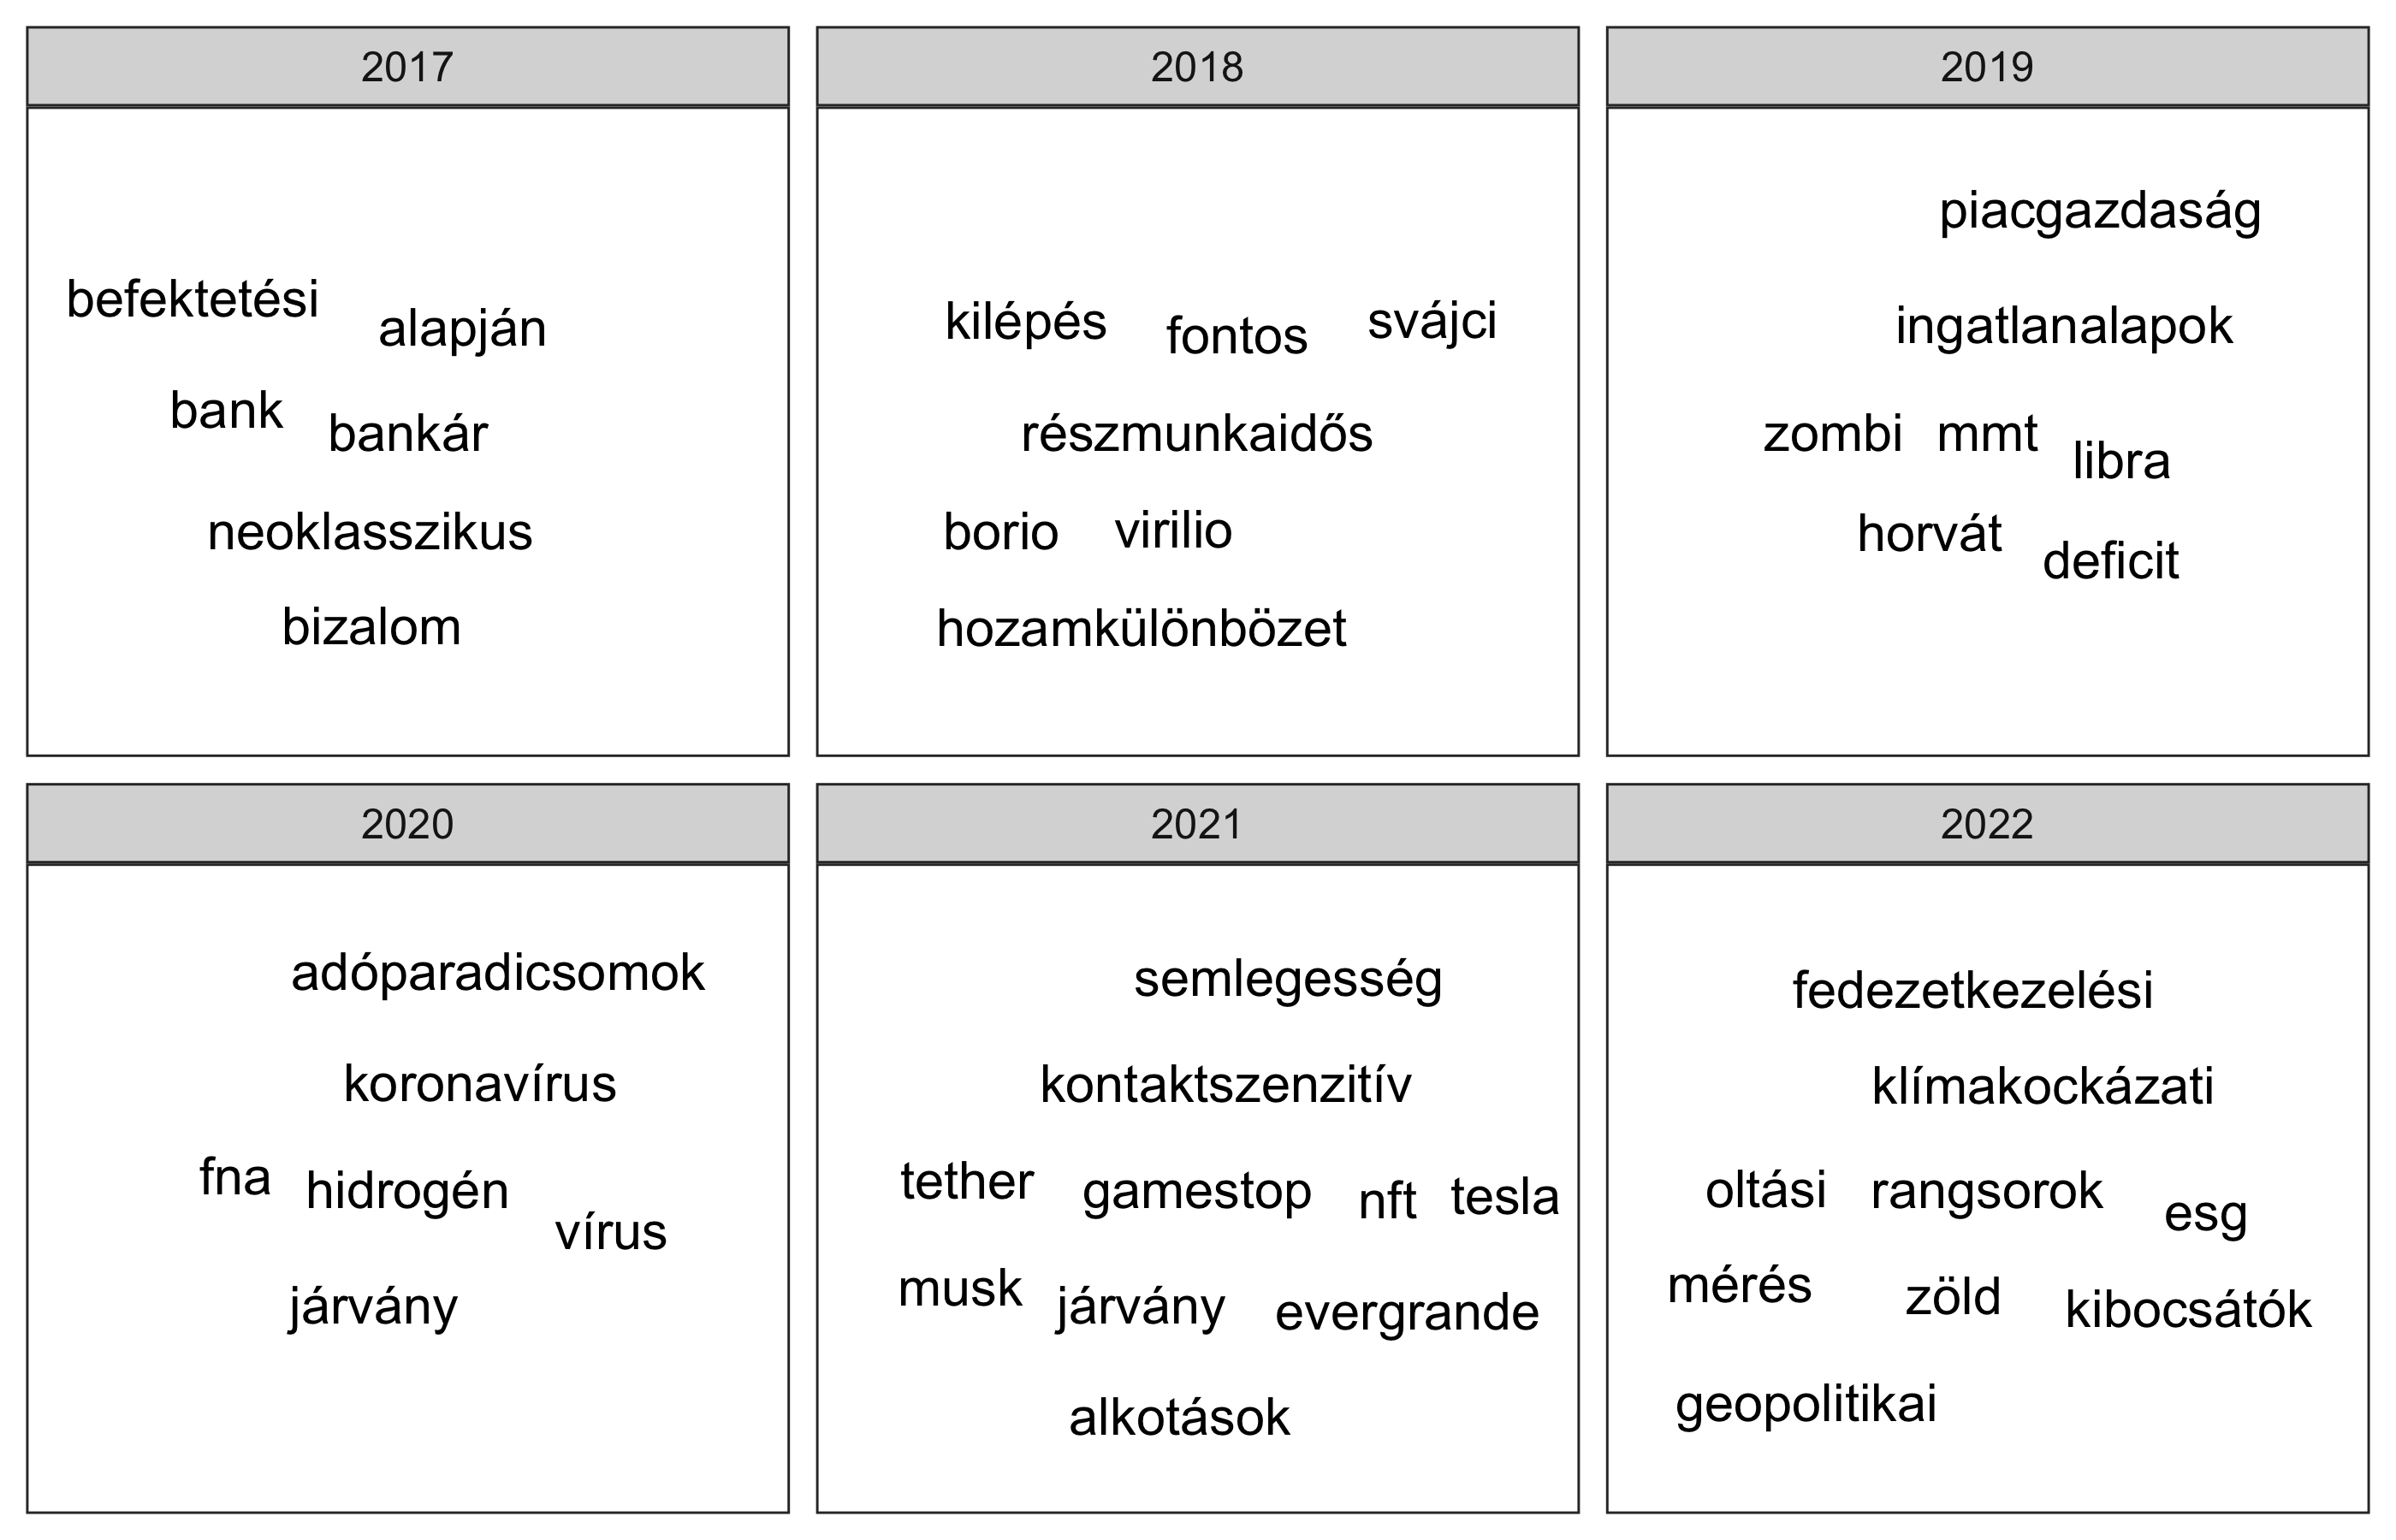 2017
befektetési alapján
bank bankár
neoklasszikus
bizalom
2018
kilépés fontos svájci
részmunkaidős
borio virilio
hozamkülönbözet
2019
piacgazdaság
ingatlanalapok
zombi mmt libra
horvát deficit
2020
adóparadicsomok
koronavírus
fna hidrogén vírus
járvány
2021
semlegesség
kontaktszenzitív
tether gamestop nft tesla
musk járvány evergrande
alkotások
2022
fedezetkezelési
klímakockázati
oltási rangsorok esg
mérés zöld kibocsátók
geopolitikai